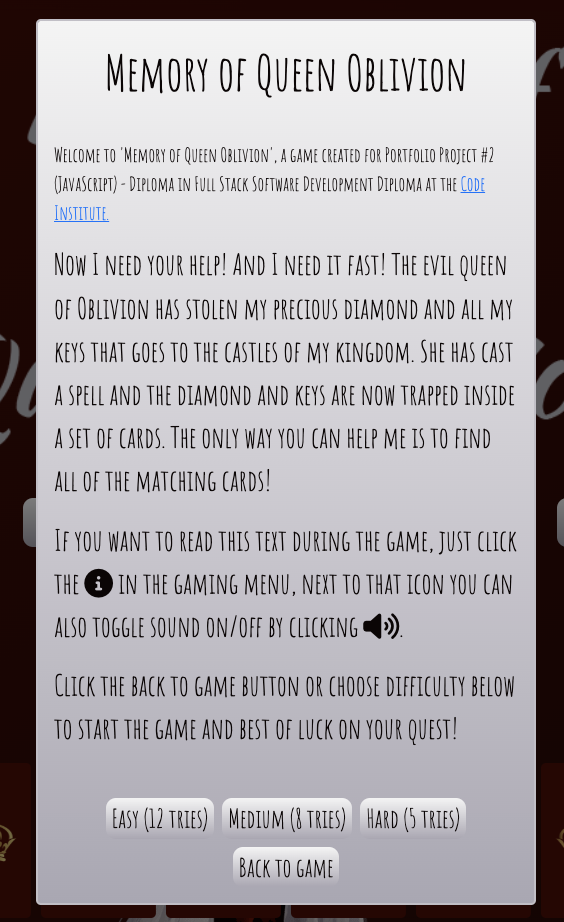 Memory of Queen Oblivion
Welcome to 'Memory of Queen Oblivion', a game created for Portfolio Project #2
(JavaScript) - Diploma in Full Stack Software Development Diploma at the Code
Institute.
Now I need your help! And I need it fast! The evil queen
of Oblivion has stolen my precious diamond and all my
keys that goes to the castles of my kingdom. She has cast
a spell and the diamond and keys are now trapped inside
a set of cards. The only way you can help me is to find
all of the matching cards!
If you want to read this text during the game, just click
the in the gaming menu, next to that icon you can
also toggle sound on/off by clicking .
Click the back to game button or choose difficulty below
to start the game and best of luck on your quest!
Easy (12 tries) Medium (8 tries) Hard (5 tries)
Back to game